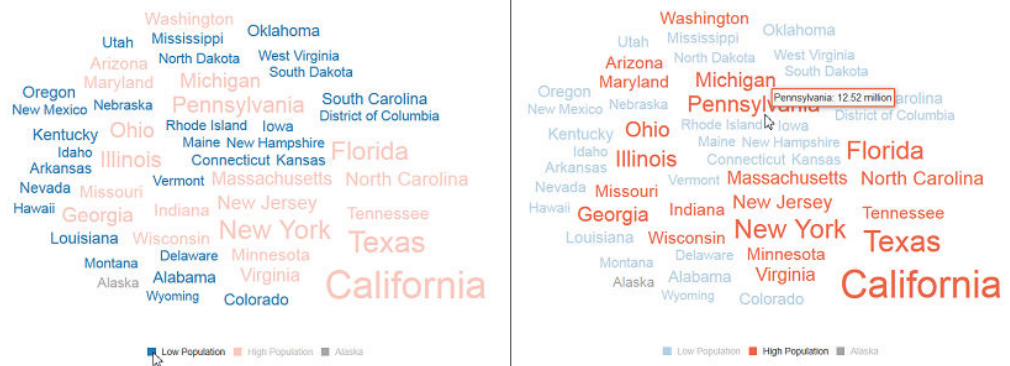 Washington
Oklahoma
Utah Mississippi
North Dakota West Virginia
Arizona
South Dakota
Maryland Michigan
Oregon
South Carolina
New Mexico Nebraska Pennsylvania
District of Columbia
Rhode Island Iowa
Kentucky Ohio
Maine New Hampshire
Idaho Illinois Florida
Connecticut Kansas
Arkansas
Vermont Massachusetts North Carolina
Nevada Missouri
New Jersey
Hawaii Georgia Indiana Tennessee
New York
Louisiana Wisconsin Texas
Delaware Minnesota
Montana
Alaska Alabama Virginia California
Wyoming Colorado
Low Population High Population Alaska
Washington
Oklahoma
Utah Mississippi
North Dakota West Virginia
Arizona
South Dakota
Maryland Michigan
Oregon
Pennsylvania: 12.52 million
arolina
New Mexico Nebraska Pennsylvania
District of Columbia
Rhode Island Iowa
Kentucky Ohio
Maine New Hampshire
Idaho Illinois Florida
Connecticut Kansas
Arkansas
Vermont Massachusetts North Carolina
Nevada Missouri
New Jersey
Hawaii Georgia Indiana Tennessee
New York
Louisiana Wisconsin Texas
Delaware Minnesota
Montana
Alaska Alabama Virginia California
Wyoming Colorado
Low Population High Population Alaska